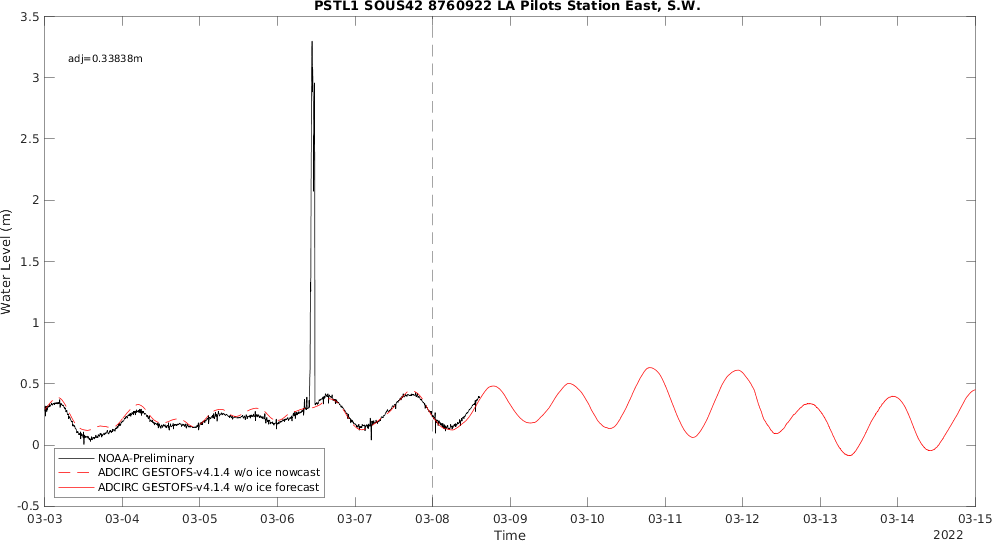 PSTL1 SOUS42 8760922 LA Pilots Station East, S.W.
3.5
adj=0.33838m
3
2.5
2
1.5
1
0.5
0
-0.5
Water Level (m)
NOAA-Preliminary
ADCIRC GESTOFS-v4.1.4 w/o ice nowcast
ADCIRC GESTOFS-v4.1.4 w/o ice forecast
03-03 03-04 03-05 03-06 03-07 03-08 03-09 03-10 03-11 03-12 03-13 03-14 03-15
Time
2022